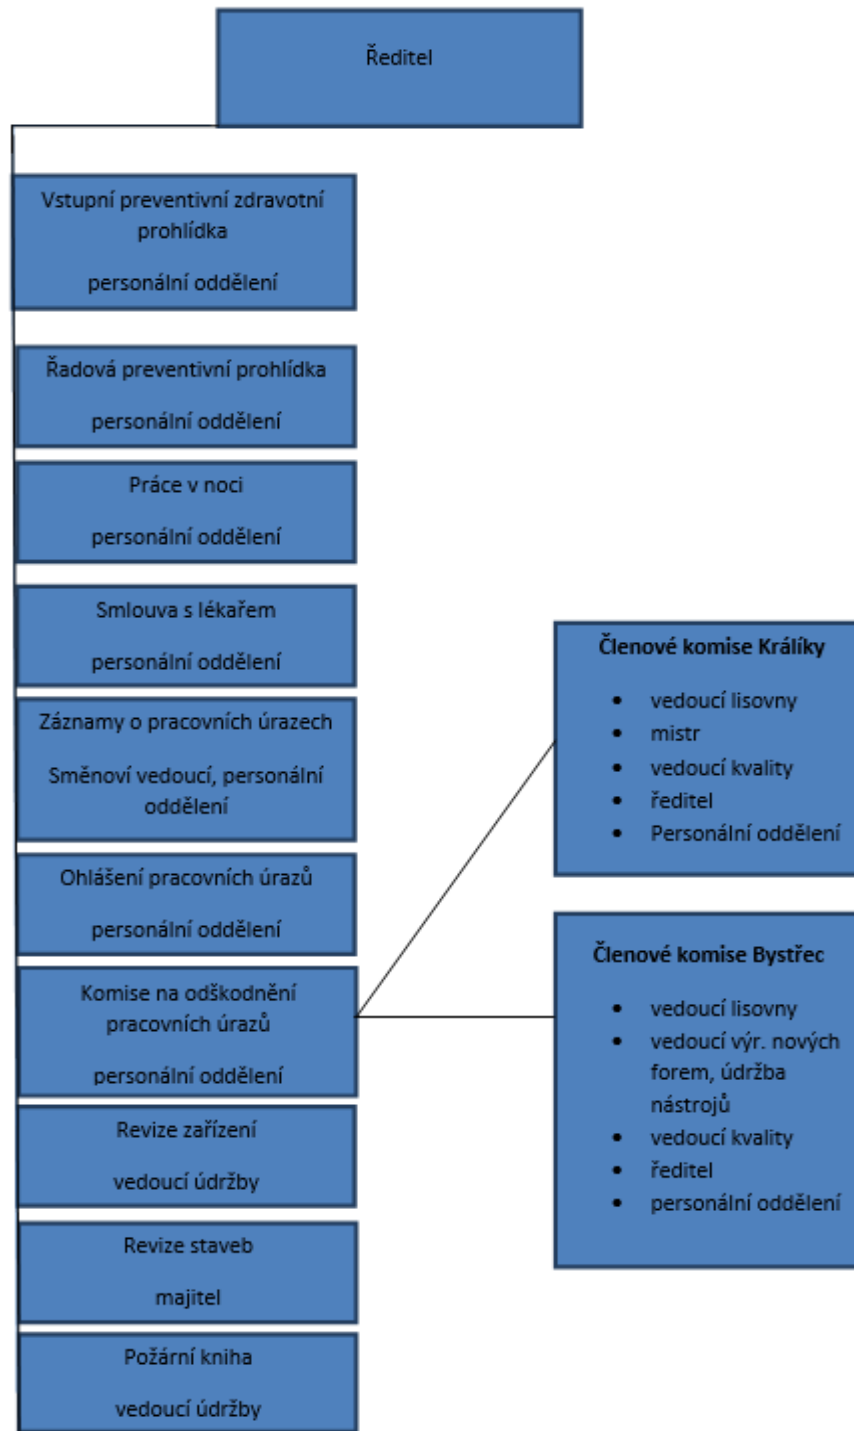 Ředitel
Vstupní preventivní zdravotní
prohlídka
personální oddělení
Řadová preventivní prohlídka
personální oddělení
Práce v noci
personální oddělení
Smlouva s lékařem
personální oddělení
Záznamy o pracovních úrazech
Směnoví vedoucí, personální
oddělení
Ohlášení pracovních úrazů
personální oddělení
Komise na odškodnění
pracovních úrazů
personální oddělení
Revize zařízení
vedoucí údržby
Revize staveb
majitel
Požární kniha
vedoucí údržby
Členové komise Králíky
• vedoucí lisovny
• mistr
• vedoucí kvality
• ředitel
• Personální oddělení
Členové komise Bystřec
• vedoucí lisovny
• vedoucí výr. nových
forem, údržba
nástrojů
• vedoucí kvality
• ředitel
• personální oddělení